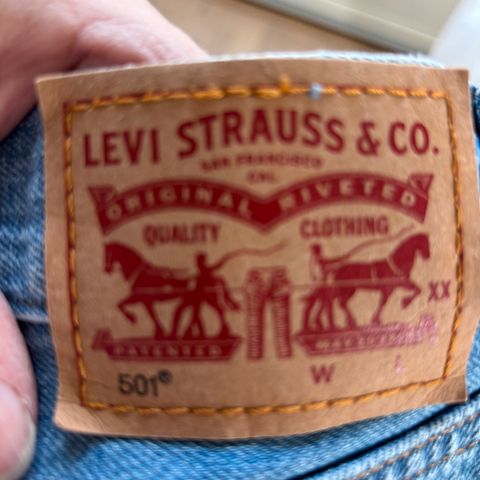 LEVI STRAUSS & CO.
SAN FRANCISCO
CAL.
ORIGINAL RIVETED
QUALITY CLOTHING
XX
PATENTED
501®
W L